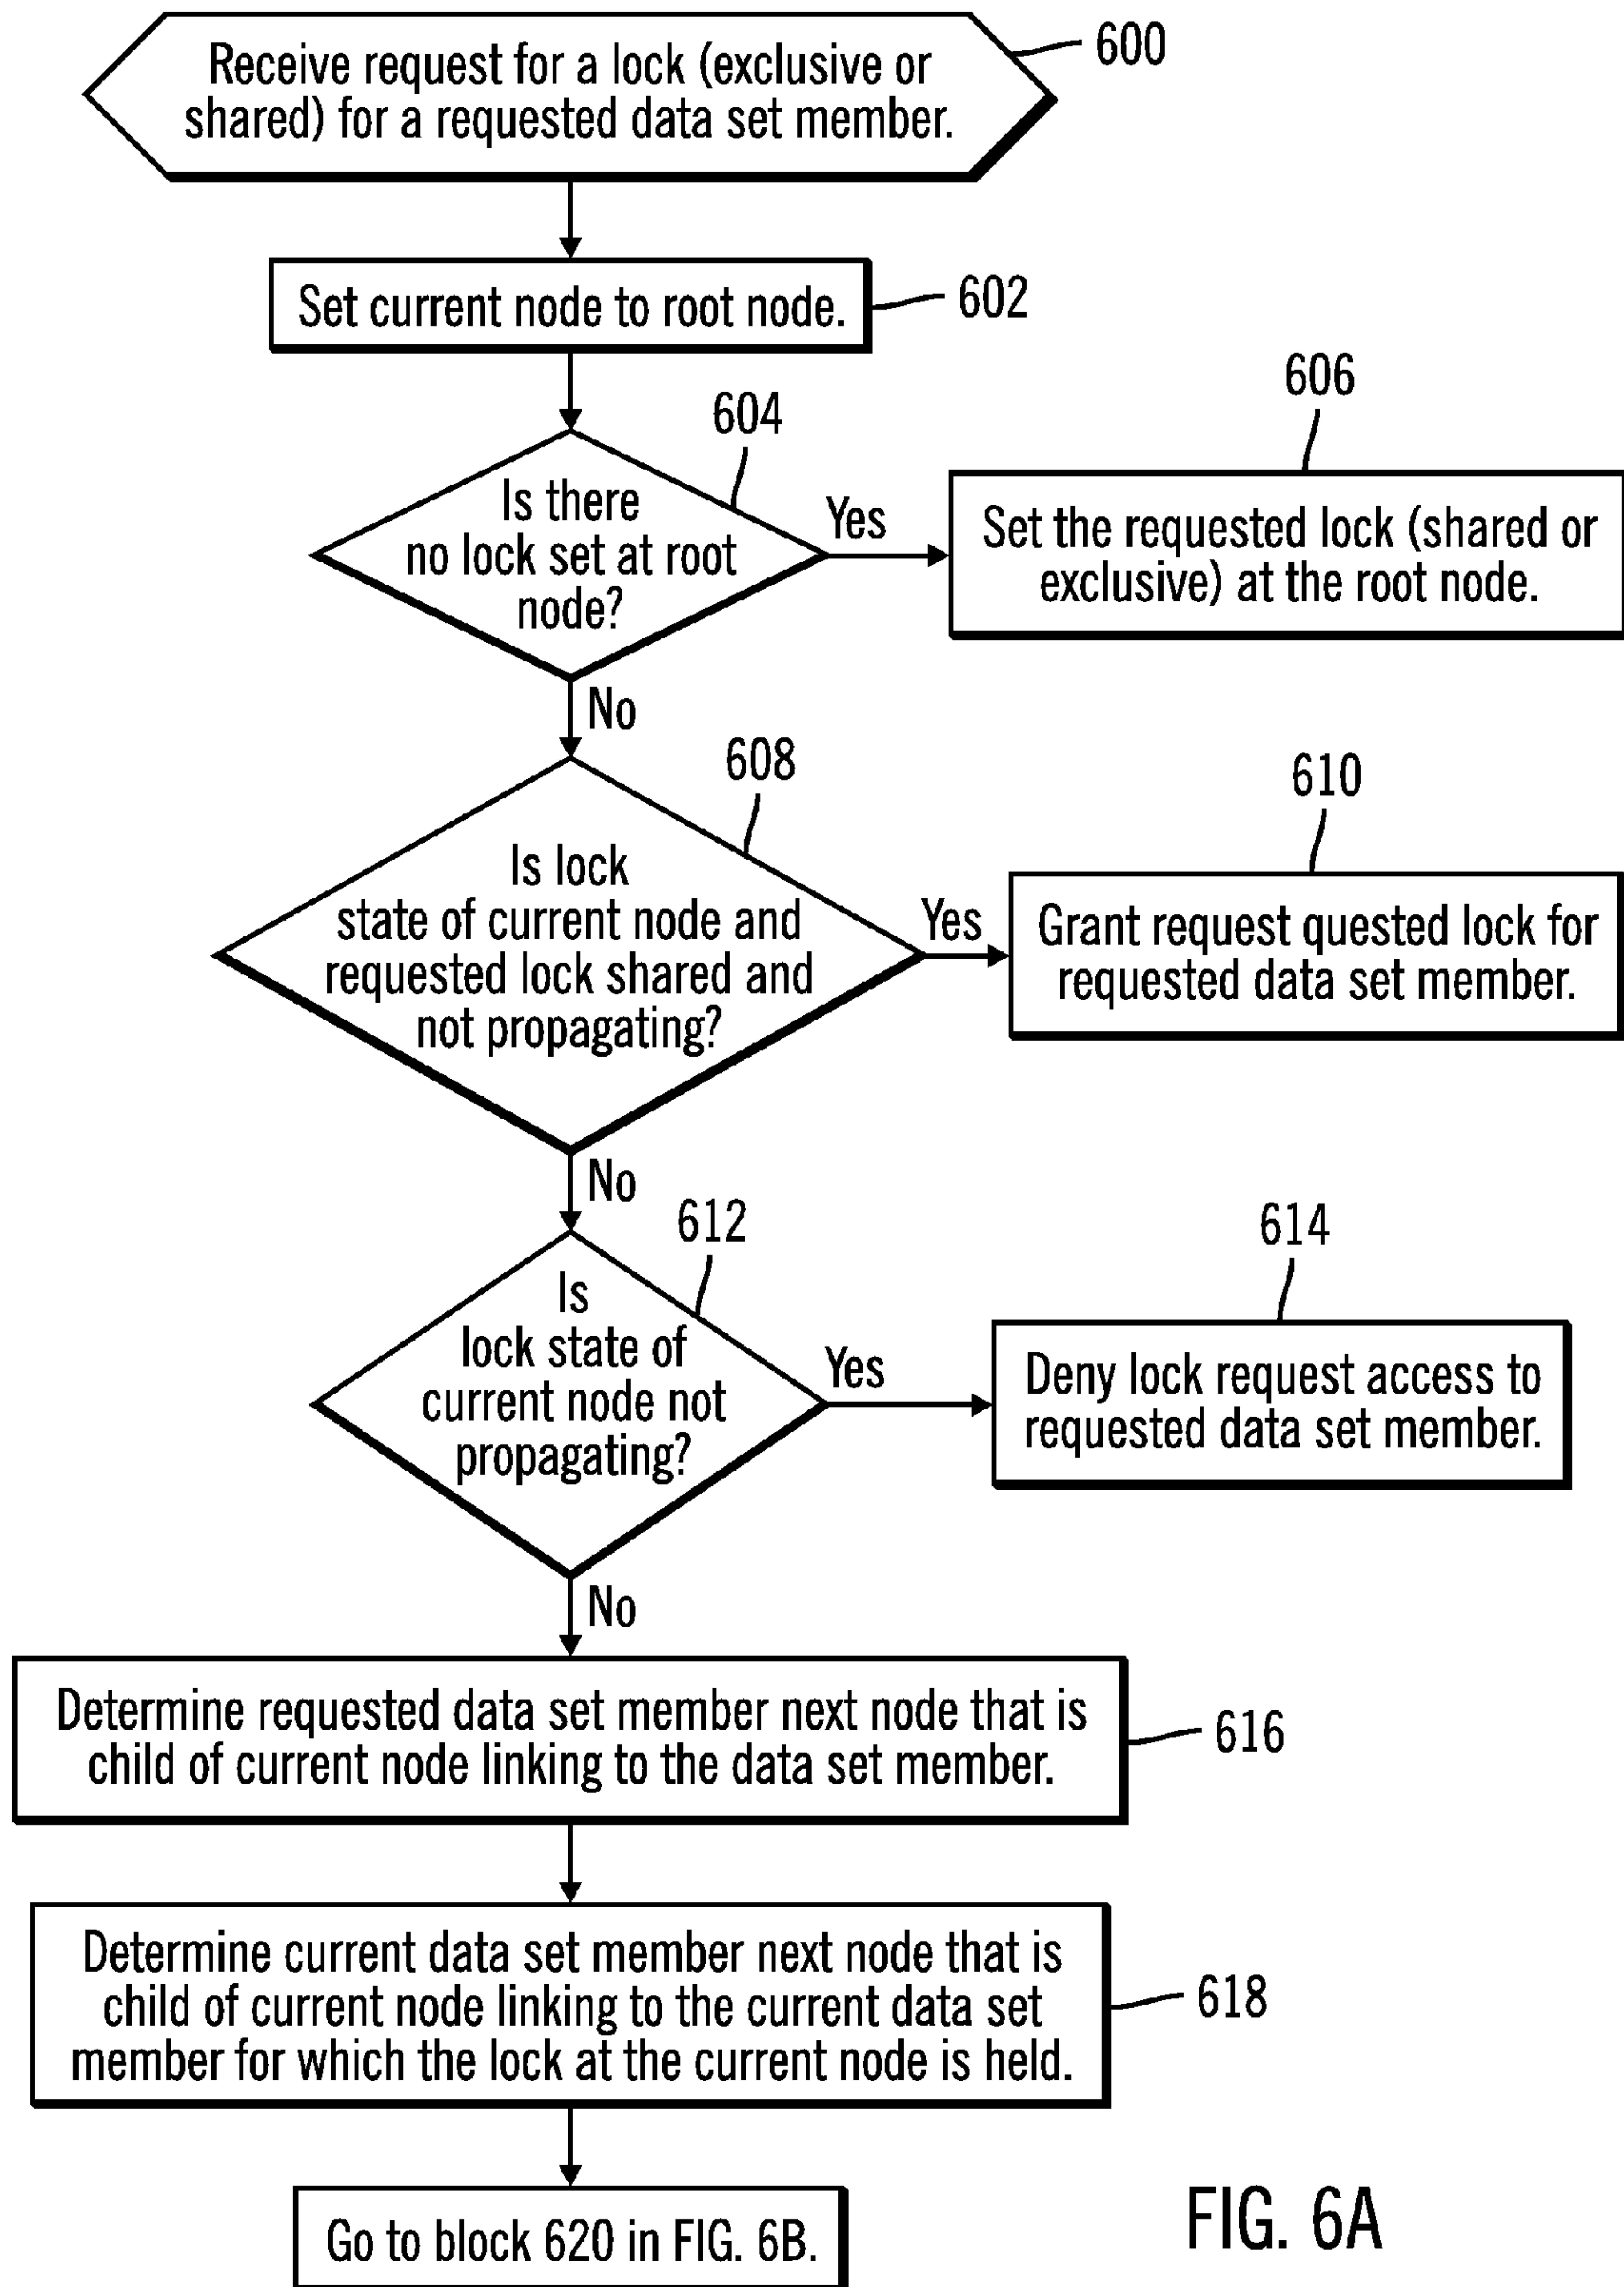 Receive request for a lock (exclusive or
shared) for a requested data set member.
600
Set current node to root node.
602
604
Is there
no lock set at root
node?
Yes
606
Set the requested lock (shared or
exclusive) at the root node.
No
608
Is lock
state of current node and
requested lock shared and
not propagating?
Yes
610
Grant request quested lock for
requested data set member.
No
612
Is
lock state of
current node not
propagating?
Yes
614
Deny lock request access to
requested data set member.
No
Determine requested data set member next node that is
child of current node linking to the data set member.
616
Determine current data set member next node that is
child of current node linking to the current data set
member for which the lock at the current node is held.
618
Go to block 620 in FIG. 6B.
FIG. 6A